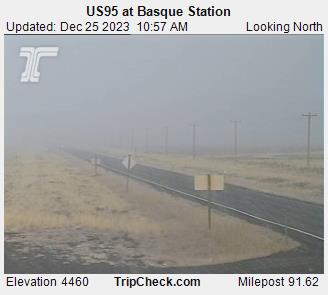 US95 at Basque Station
Updated: Dec 25 2023 10:57 AM Looking North
Elevation 4460 TripCheck.com Milepost 91.62